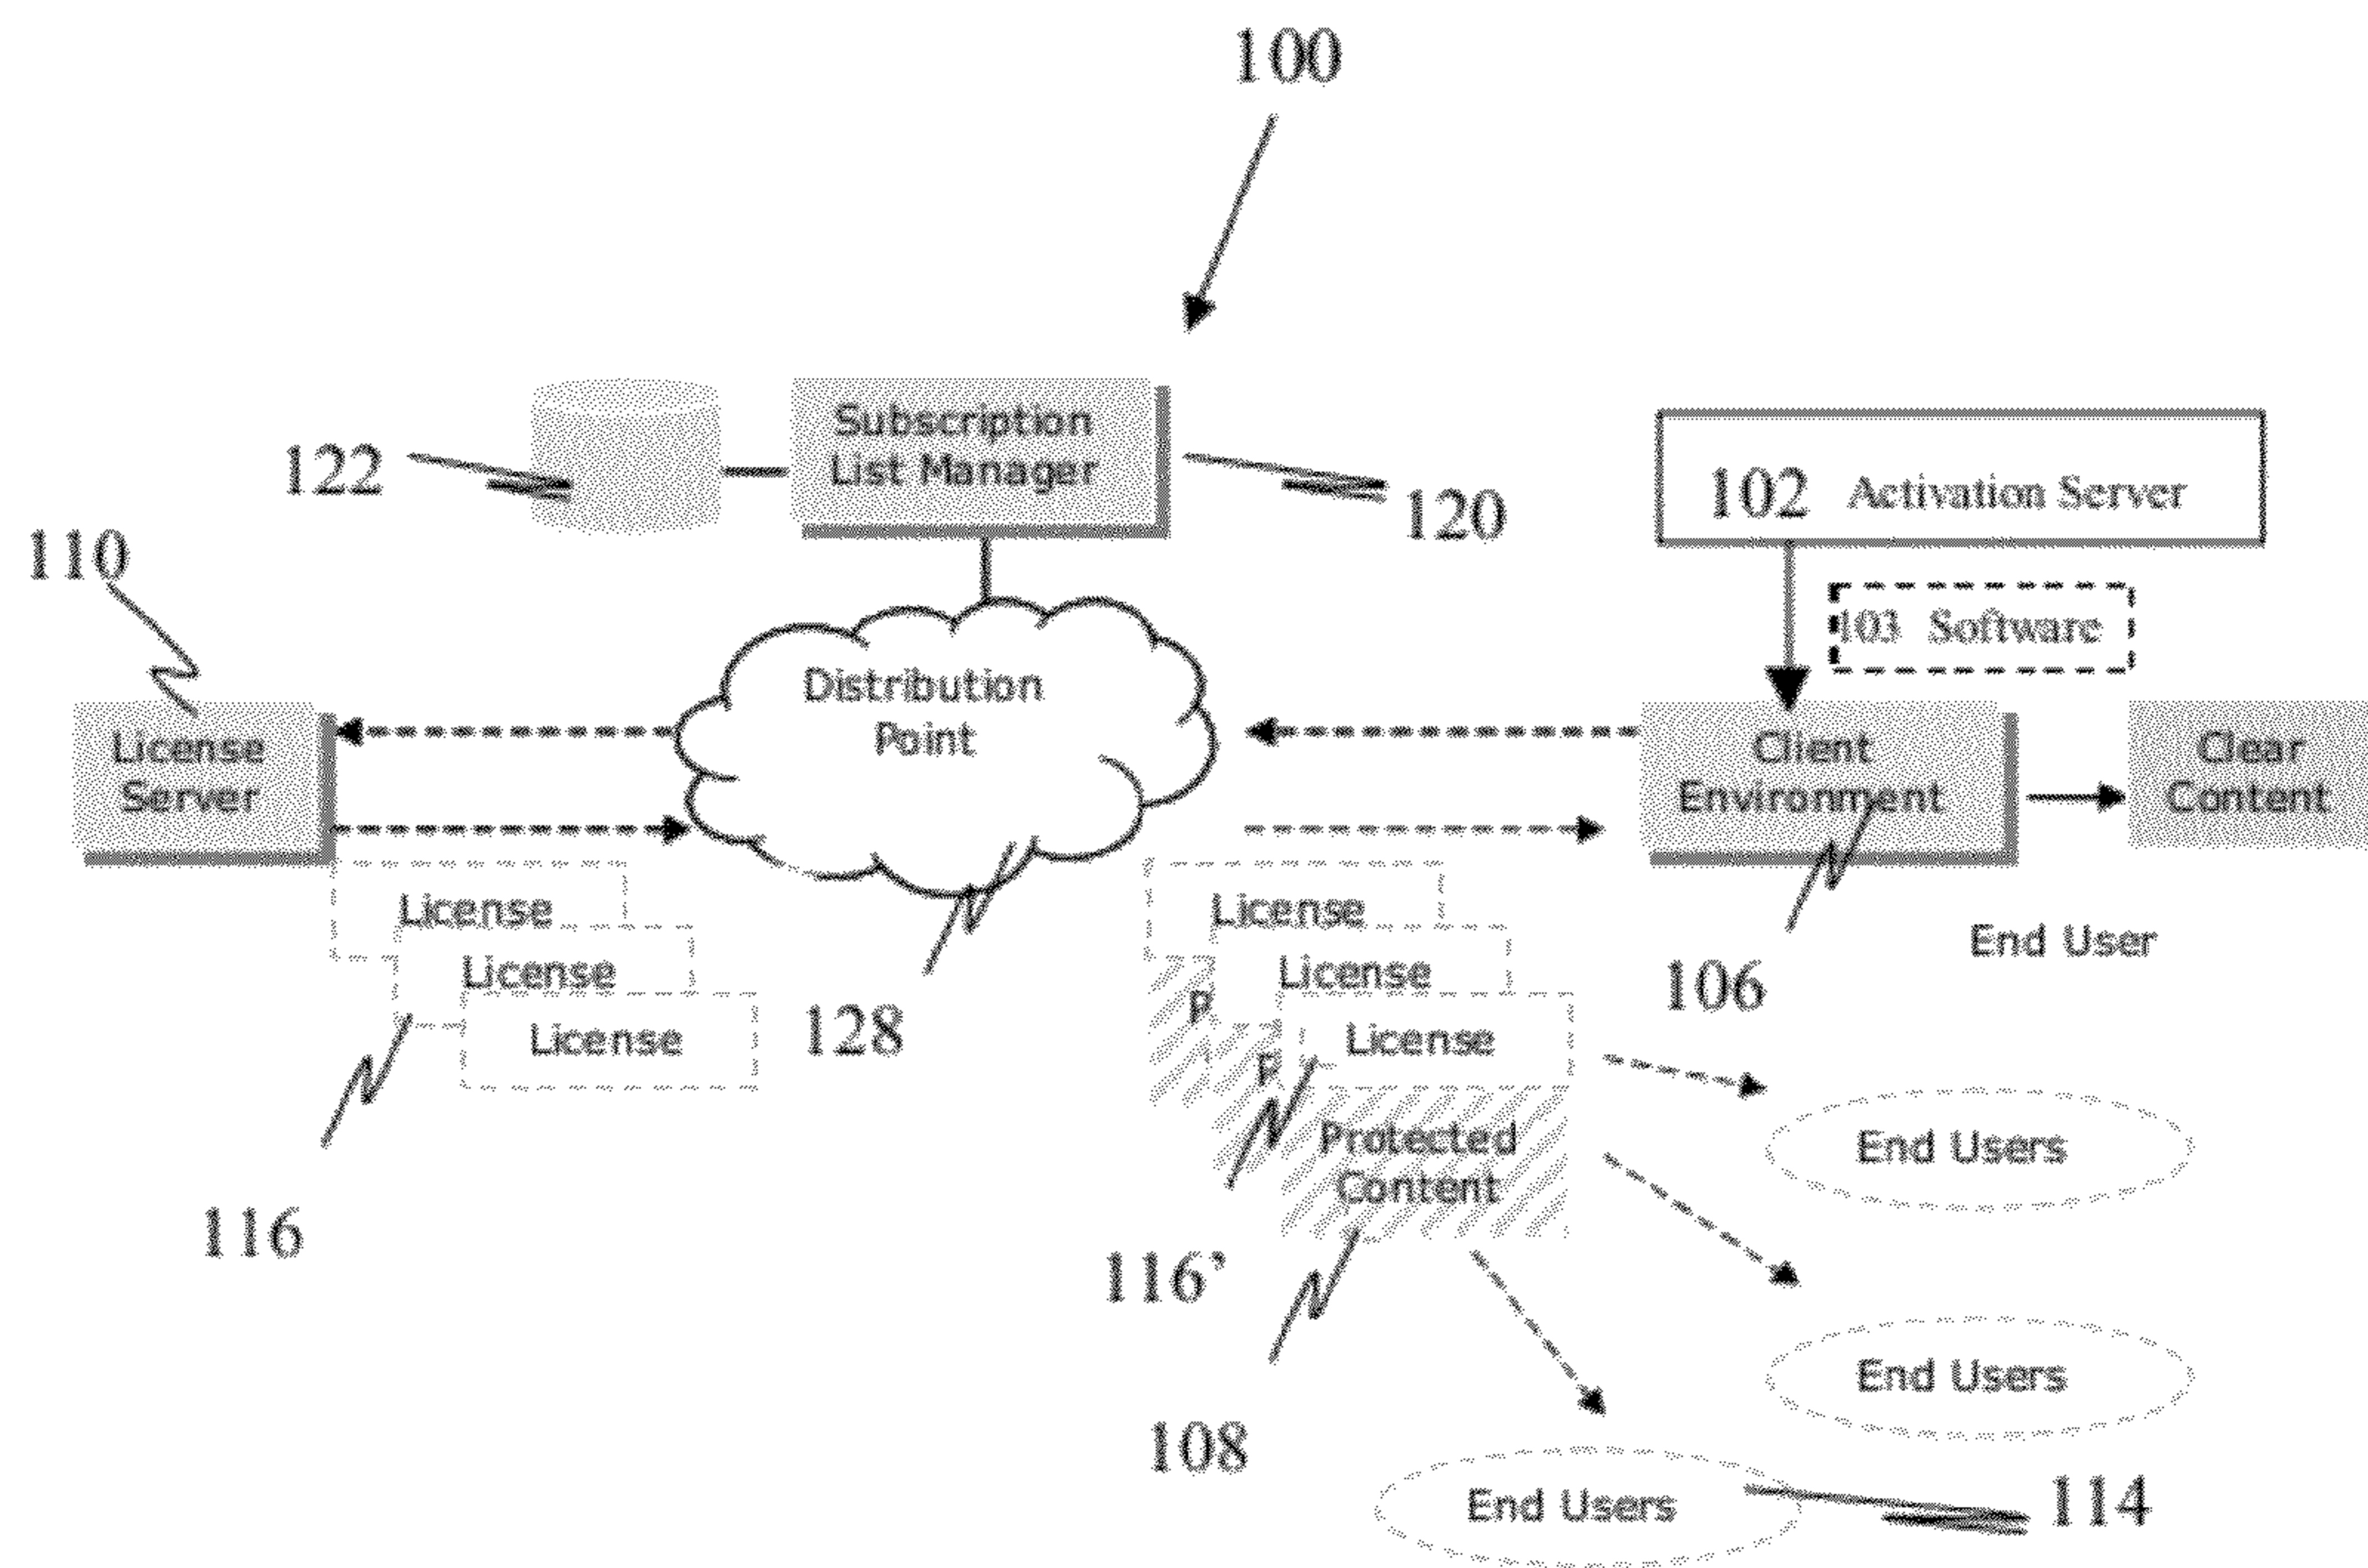 100
Subscription
List Manager
122
120
102 Activation Server
110
103 Software
Distribution
Point
License
Server
Client
Environment
Clear
Content
License
License
License
License
License
License
End User
106
128
P
P
Protected
Content
End Users
116
116’
End Users
108
End Users
114